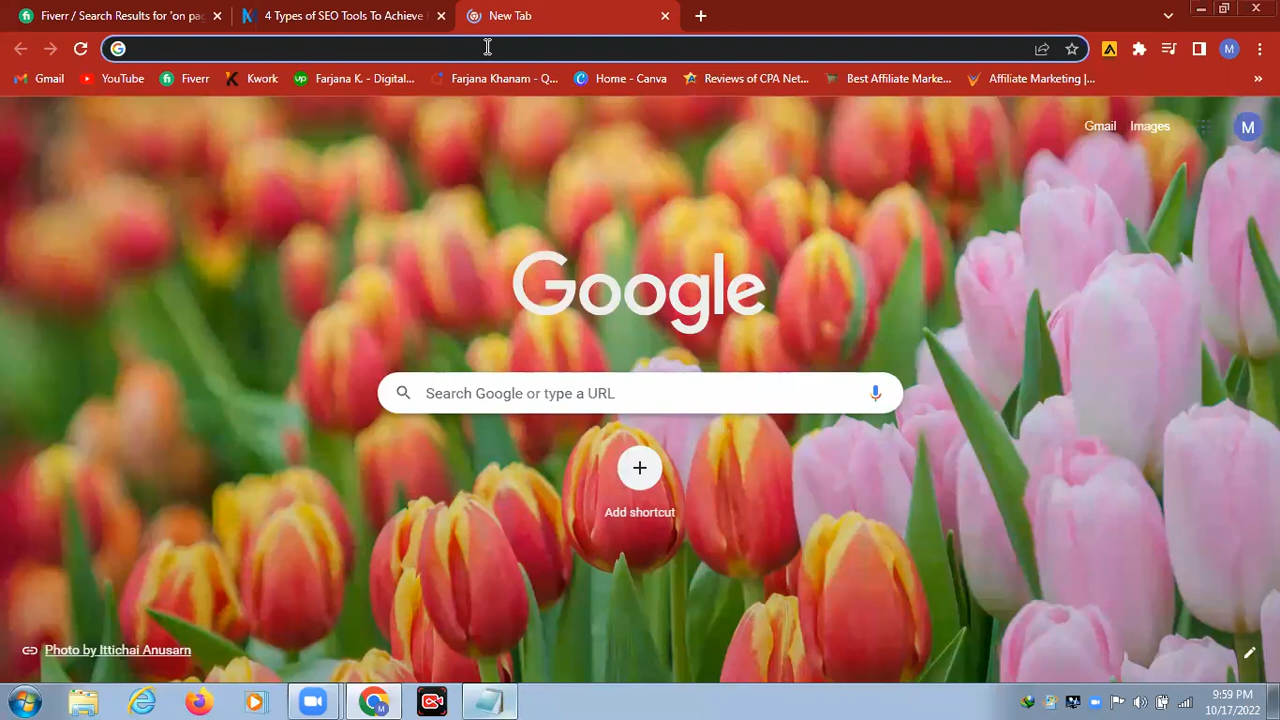 Fiverr / Search Results for 'on pag
4 Types of SEO Tools To Achieve
New Tab
Gmail
YouTube
Fiverr
Kwork
Farjana K. - Digital...
Farjana Khanam - Q...
Home - Canva
Reviews of CPA Net...
Best Affiliate Marke...
Affiliate Marketing |...
»
M
Gmail
Images
M
Google
Search Google or type a URL
Add shortcut
Photo by Ittichai Anusarn
9:59 PM
10/17/2022